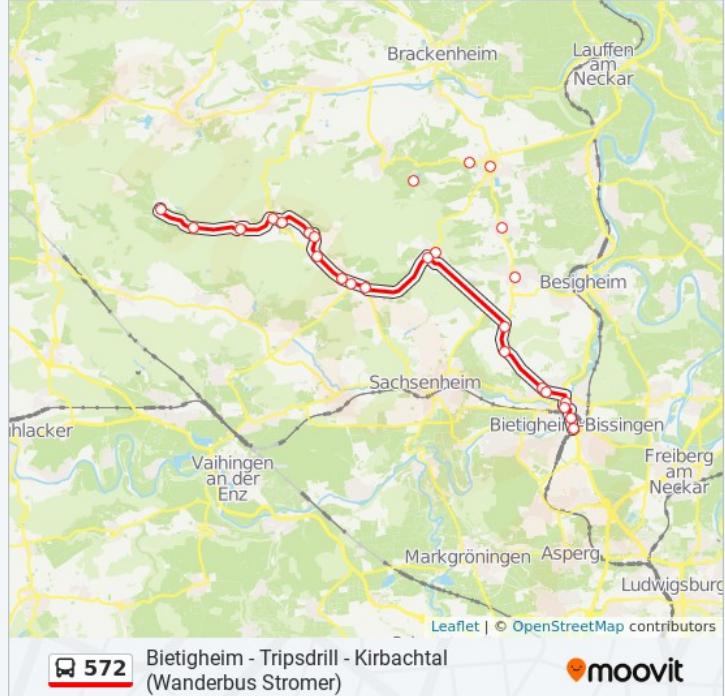 Brackenheim
Lauffen
am
Neckar
Besigheim
Sachsenheim
Bietigheim-Bissingen
hlacker
Vaihingen
an der
Enz
Freiberg
am
Neckar
Markgröningen
Asperg
Ludwigsburg
Leaflet | © OpenStreetMap contributors
572
Bietigheim - Tripsdrill - Kirbachtal
(Wanderbus Stromer)
moovit